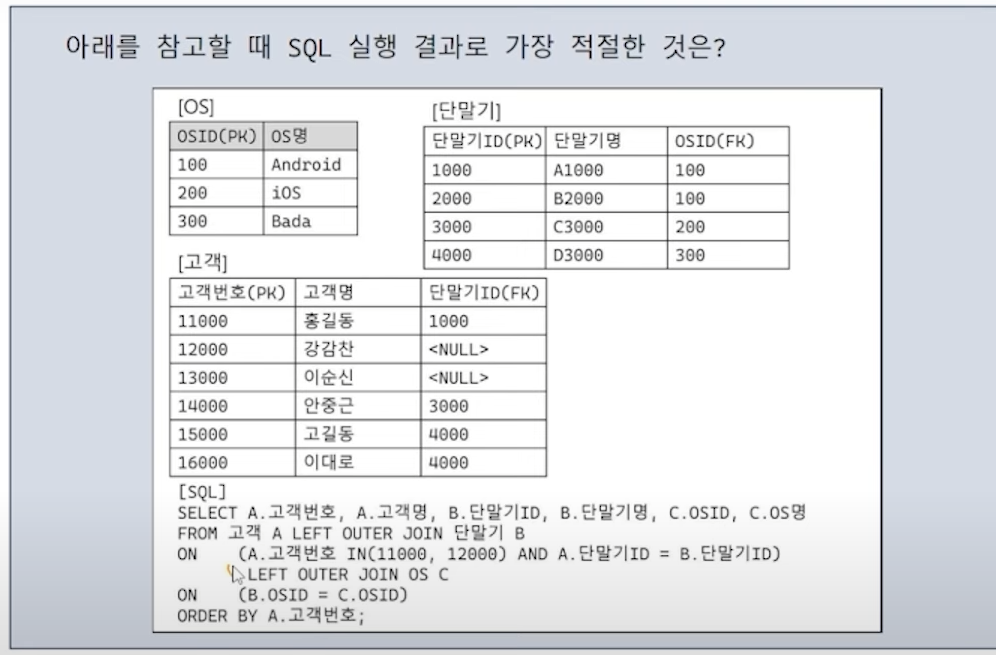 아래를 참고할 때 SQL 실행 결과로 가장 적절한 것은?
[OS]
OSID(PK) OS명
100 Android
200 iOS
300 Bada
[단말기]
단말기ID(PK) 단말기명 OSID(FK)
1000 A1000 100
2000 B2000 100
3000 C3000 200
4000 D3000 300
[고객]
고객번호(PK) 고객명 단말기ID(FK)
11000 홍길동 1000
12000 강감찬 <NULL>
13000 이순신 <NULL>
14000 안중근 3000
15000 고길동 4000
16000 이대로 4000
[SQL]
SELECT A.고객번호, A.고객명, B.단말기ID, B.단말기명, C.OSID, C.OS명
FROM 고객 A LEFT OUTER JOIN 단말기 B
ON (A.고객번호 IN(11000, 12000) AND A.단말기ID = B.단말기ID)
LEFT OUTER JOIN OS C
ON (B.OSID = C.OSID)
ORDER BY A.고객번호;